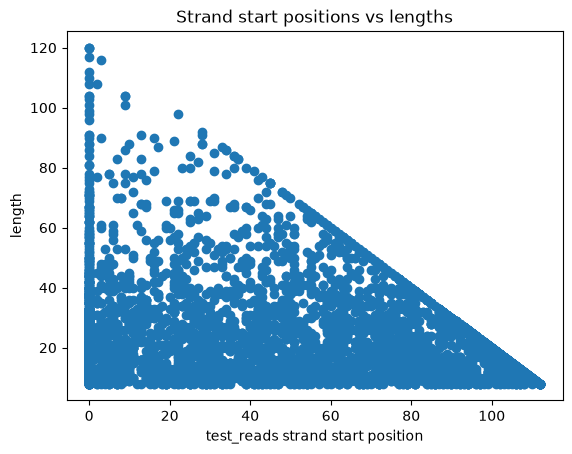 Strand start positions vs lengths
120
100
80
60
40
20
length
0 20 40 60 80 100
test_reads strand start position